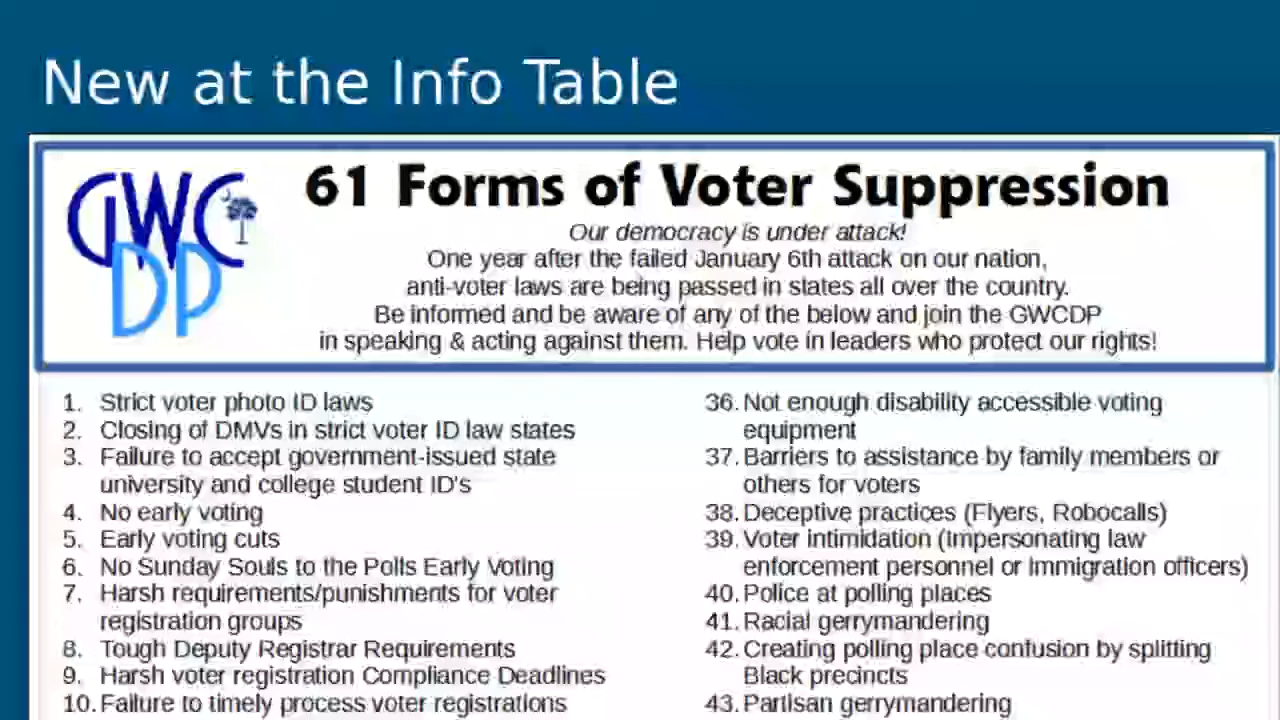 New at the Info Table
GWC
DP
61 Forms of Voter Suppression
Our democracy is under attack!
One year after the failed January 6th attack on our nation,
anti-voter laws are being passed in states all over the country.
Be informed and be aware of any of the below and join the GWCDP
in speaking & acting against them. Help vote in leaders who protect our rights!
1. Strict voter photo ID laws
2. Closing of DMVs in strict voter ID law states
3. Failure to accept government-issued state
university and college student ID's
4. No early voting
5. Early voting cuts
6. No Sunday Souls to the Polls Early Voting
7. Harsh requirements/punishments for voter
registration groups
8. Tough Deputy Registrar Requirements
9. Harsh voter registration Compliance Deadlines
10. Failure to timely process voter registrations
36. Not enough disability accessible voting
equipment
37. Barriers to assistance by family members or
others for voters
38. Deceptive practices (Flyers, Robocalls)
39. Voter intimidation (Impersonating law
enforcement personnel or immigration officers)
40. Police at polling places
41. Racial gerrymandering
42. Creating polling place confusion by splitting
Black precincts
43. Partisan gerrymandering